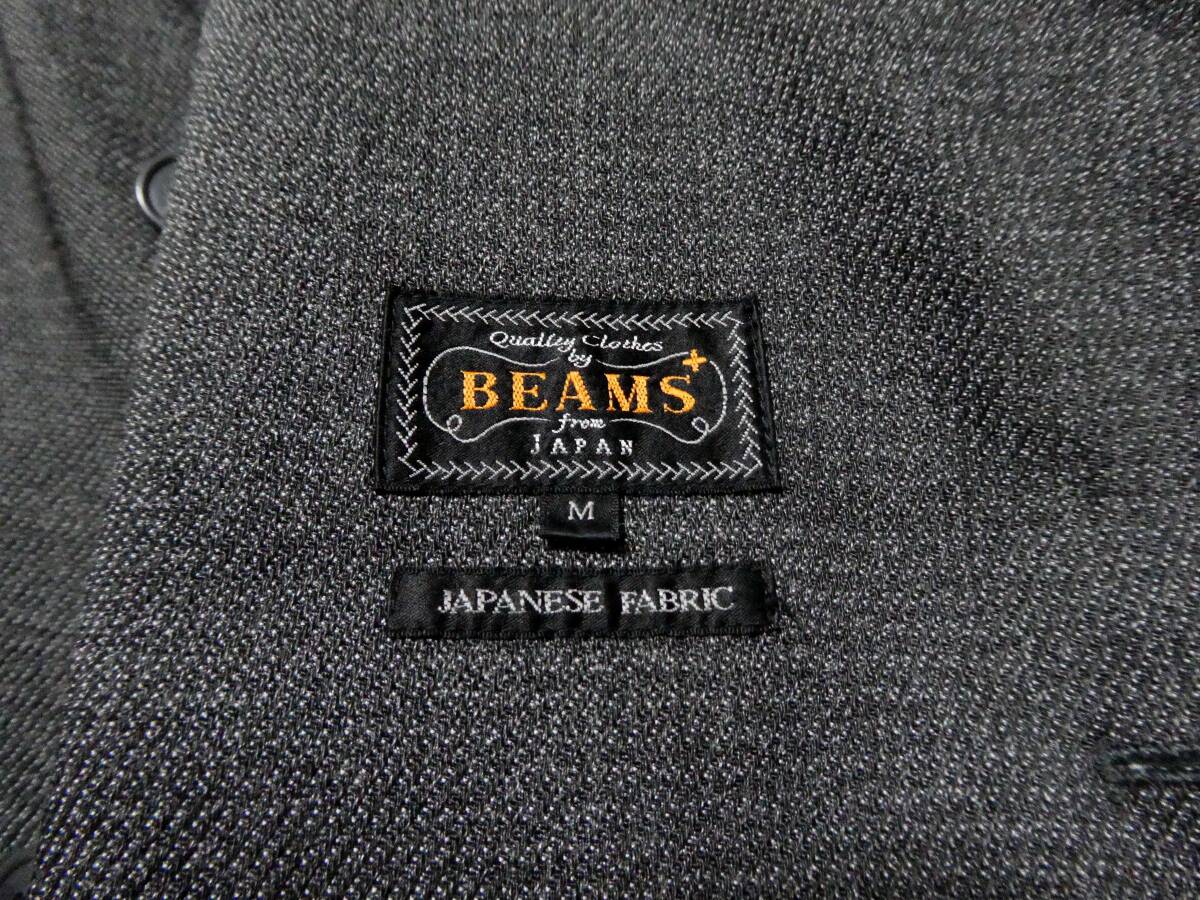 Quality Clothes
by
BEAMS+
from
JAPAN
M
JAPANESE FABRIC